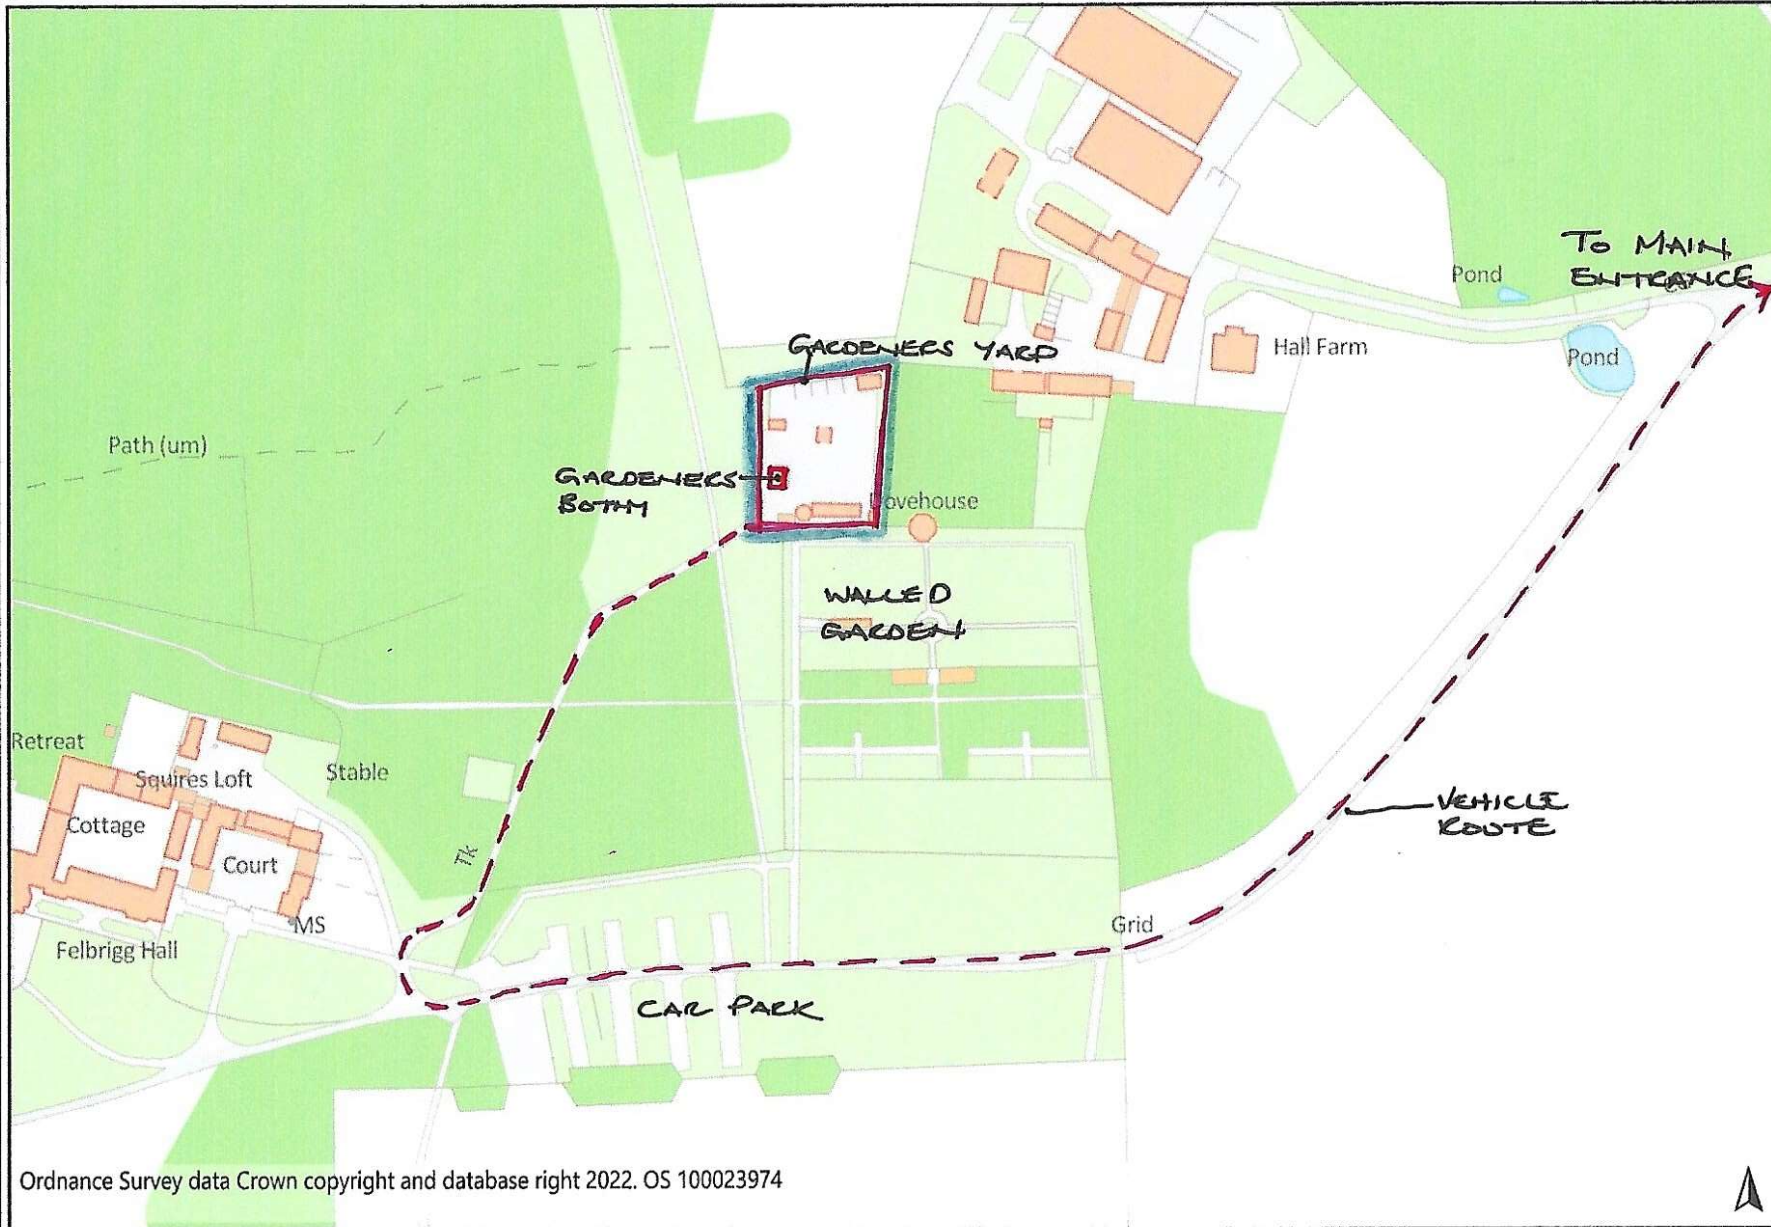 TO MAIN
ENTRANCE
Pond
Pond
Hall Farm
GARDENERS YARD
Path (um)
GARDENERS
BOTHY
ovehouse
WALLED
GARDEN
Retreat
Squires Loft
Stable
Cottage
Court
Tk
VEHICLE
ROUTE
MS
Grid
Felbrigg Hall
CAR PARK
Ordnance Survey data Crown copyright and database right 2022. OS 100023974